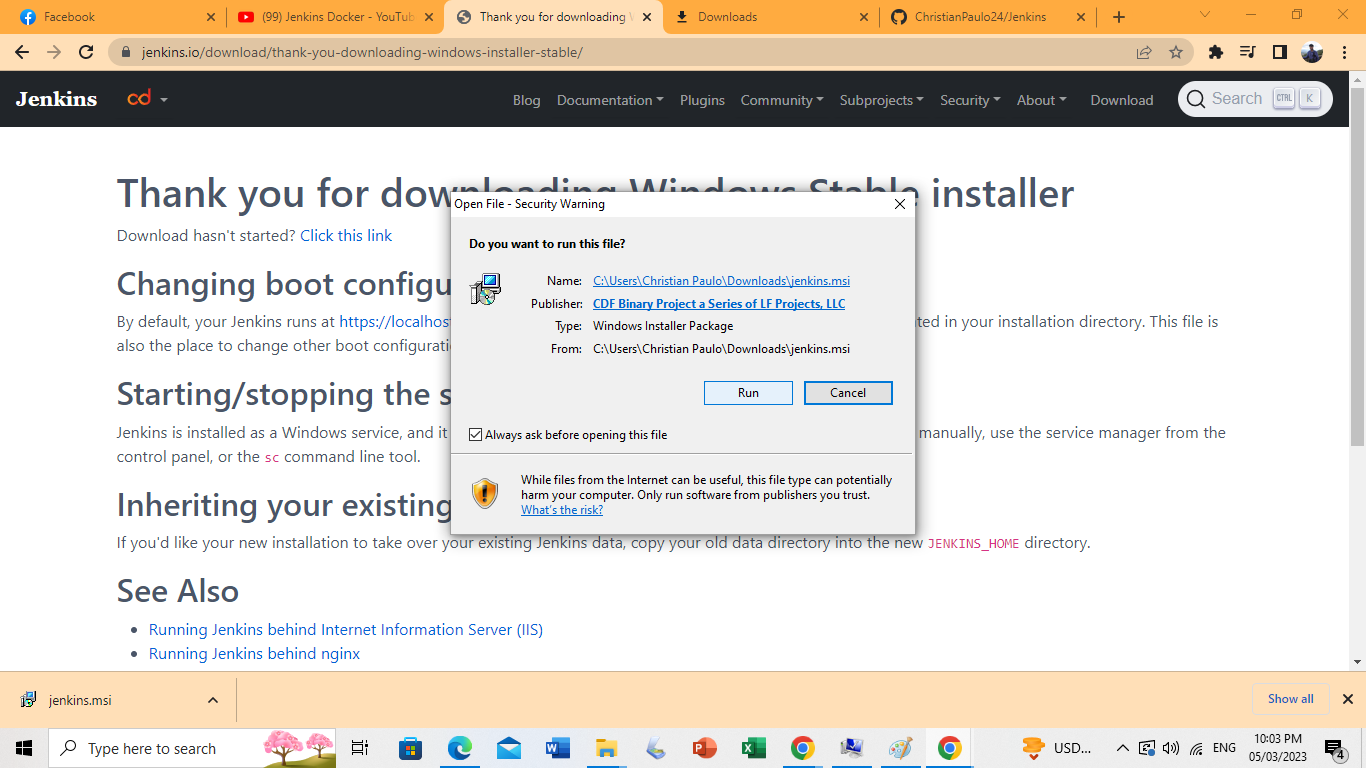 Facebook
(99) Jenkins Docker - YouTub
Thank you for downloading
Downloads
ChristianPaulo24/Jenkins
jenkins.io/download/thank-you-downloading-windows-installer-stable/
Jenkins
cd
Blog
Documentation
Plugins
Community
Subprojects
Security
About
Download
Search
CTRL
K
Thank you for downloading Windows Stable installer
Download hasn't started? Click this link
Changing boot configu
By default, your Jenkins runs at https://localhost
ted in your installation directory. This file is
also the place to change other boot configurati
Starting/stopping the s
Jenkins is installed as a Windows service, and it
manually, use the service manager from the
control panel, or the sc command line tool.
Inheriting your existing
If you'd like your new installation to take over your existing Jenkins data, copy your old data directory into the new JENKINS_HOME directory.
See Also
Running Jenkins behind Internet Information Server (IIS)
Running Jenkins behind nginx
Open File - Security Warning
Do you want to run this file?
Name: C:\Users\Christian Paulo\Downloads\jenkins.msi
Publisher: CDF Binary Project a Series of LF Projects, LLC
Type: Windows Installer Package
From: C:\Users\Christian Paulo\Downloads\jenkins.msi
Run
Cancel
Always ask before opening this file
While files from the Internet can be useful, this file type can potentially
harm your computer. Only run software from publishers you trust.
What's the risk?
jenkins.msi
Show all
Type here to search
USD...
ENG
10:03 PM
05/03/2023
4